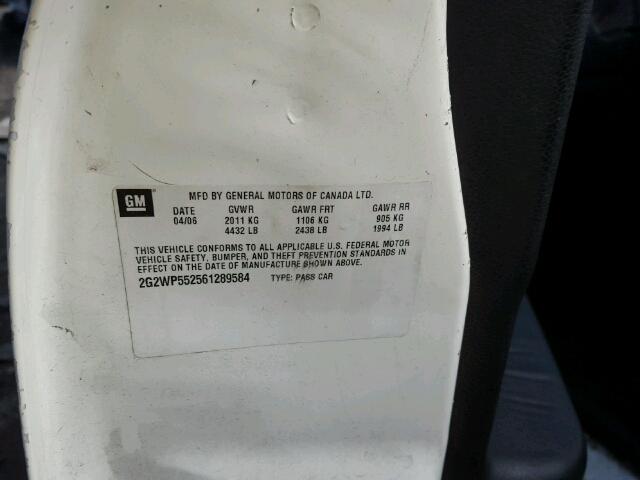 GM
MFD BY GENERAL MOTORS OF CANADA LTD.
DATE GVWR GAWR FRT GAWR RR
04/06 2011 KG 1106 KG 905 KG
4432 LB 2438 LB 1994 LB
THIS VEHICLE CONFORMS TO ALL APPLICABLE U.S. FEDERAL MOTOR
VEHICLE SAFETY, BUMPER, AND THEFT PREVENTION STANDARDS IN
EFFECT ON THE DATE OF MANUFACTURE SHOWN ABOVE.
2G2WP552561289584 TYPE: PASS CAR